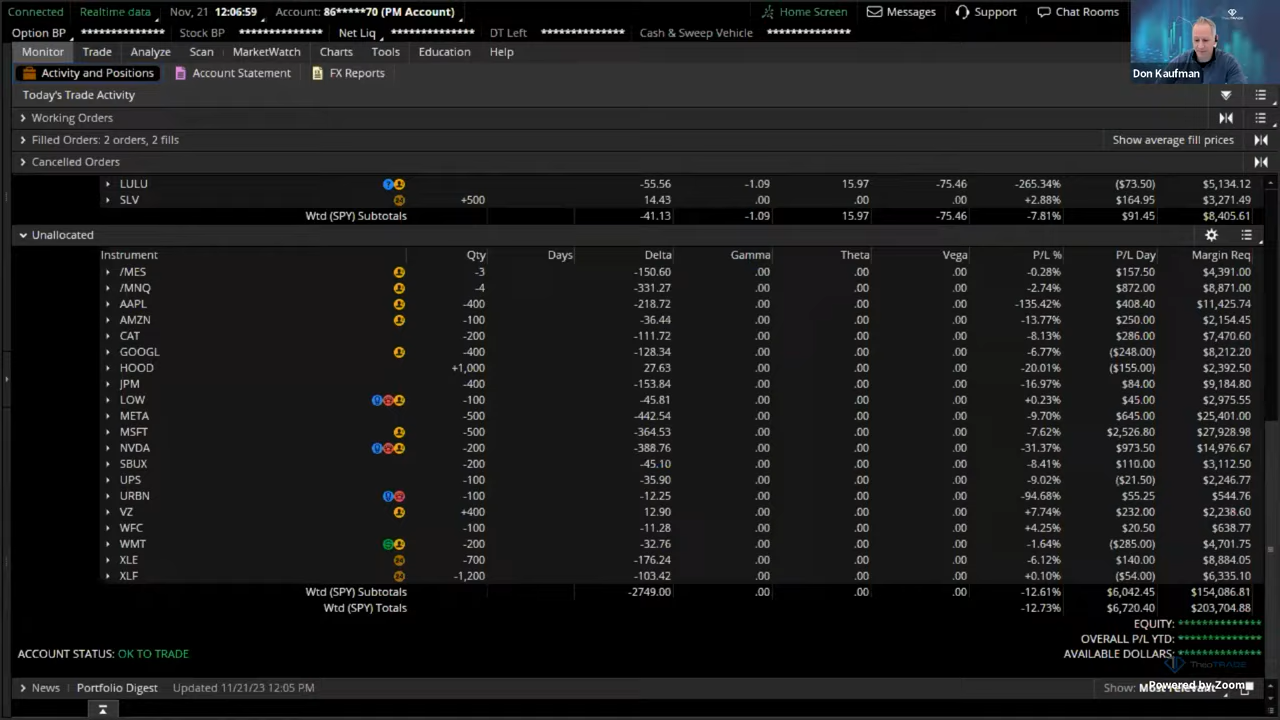 Connected Realtime data Nov, 21 12:06:59 Account: 86*****70 (PM Account) Home Screen Messages Support Chat Rooms
Option BP ************** Stock BP ************** Net Liq ************** DT Left ************** Cash & Sweep Vehicle **************
Monitor Trade Analyze Scan MarketWatch Charts Tools Education Help
Don Kaufman
Activity and Positions Account Statement FX Reports
Today's Trade Activity
Working Orders
Filled Orders: 2 orders, 2 fills Show average fill prices
Cancelled Orders
LULU -55.56 -1.09 15.97 -75.46 -265.34% ($73.50) $5,134.12
SLV +500 14.43 .00 .00 .00 +2.88% $164.95 $3,271.49
Wtd (SPY) Subtotals -41.13 -1.09 15.97 -75.46 -7.81% $91.45 $8,405.61
Unallocated
Instrument Qty Days Delta Gamma Theta Vega P/L % P/L Day Margin Req
/MES -3 -150.60 .00 .00 .00 -0.28% $157.50 $4,391.00
/MNQ -4 -331.27 .00 .00 .00 -2.74% $872.00 $8,871.00
AAPL -400 -218.72 .00 .00 .00 -135.42% $408.40 $11,425.74
AMZN -100 -36.44 .00 .00 .00 -13.77% $250.00 $2,154.45
CAT -200 -111.72 .00 .00 .00 -8.13% $286.00 $7,470.60
GOOGL -400 -128.34 .00 .00 .00 -6.77% ($248.00) $8,212.20
HOOD +1,000 27.63 .00 .00 .00 -20.01% ($155.00) $2,392.50
JPM -400 -153.84 .00 .00 .00 -16.97% $84.00 $9,184.80
LOW -100 -45.81 .00 .00 .00 +0.23% $45.00 $2,975.55
META -500 -442.54 .00 .00 .00 -9.70% $645.00 $25,401.00
MSFT -500 -364.53 .00 .00 .00 -7.62% $2,526.80 $27,928.98
NVDA -200 -388.76 .00 .00 .00 -31.37% $973.50 $14,976.67
SBUX -200 -45.10 .00 .00 .00 -8.41% $110.00 $3,112.50
UPS -100 -35.90 .00 .00 .00 -9.02% ($21.50) $2,246.77
URBN -100 -12.25 .00 .00 .00 -94.68% $55.25 $544.76
VZ +400 12.90 .00 .00 .00 +7.74% $232.00 $2,238.60
WFC -100 -11.28 .00 .00 .00 +4.25% $20.50 $638.77
WMT -200 -32.76 .00 .00 .00 -1.64% ($285.00) $4,701.75
XLE -700 -176.24 .00 .00 .00 -6.12% $140.00 $8,884.05
XLF -1,200 -103.42 .00 .00 .00 +0.10% ($54.00) $6,335.10
Wtd (SPY) Subtotals -2749.00 .00 .00 .00 -12.61% $6,042.45 $154,086.81
Wtd (SPY) Totals -12.73% $6,720.40 $203,704.88
EQUITY: **************
OVERALL P/L YTD: **************
ACCOUNT STATUS: OK TO TRADE AVAILABLE DOLLARS: **************
TheoTRADE
News Portfolio Digest Updated 11/21/23 12:05 PM Show: Most relevant
Powered by Zoom